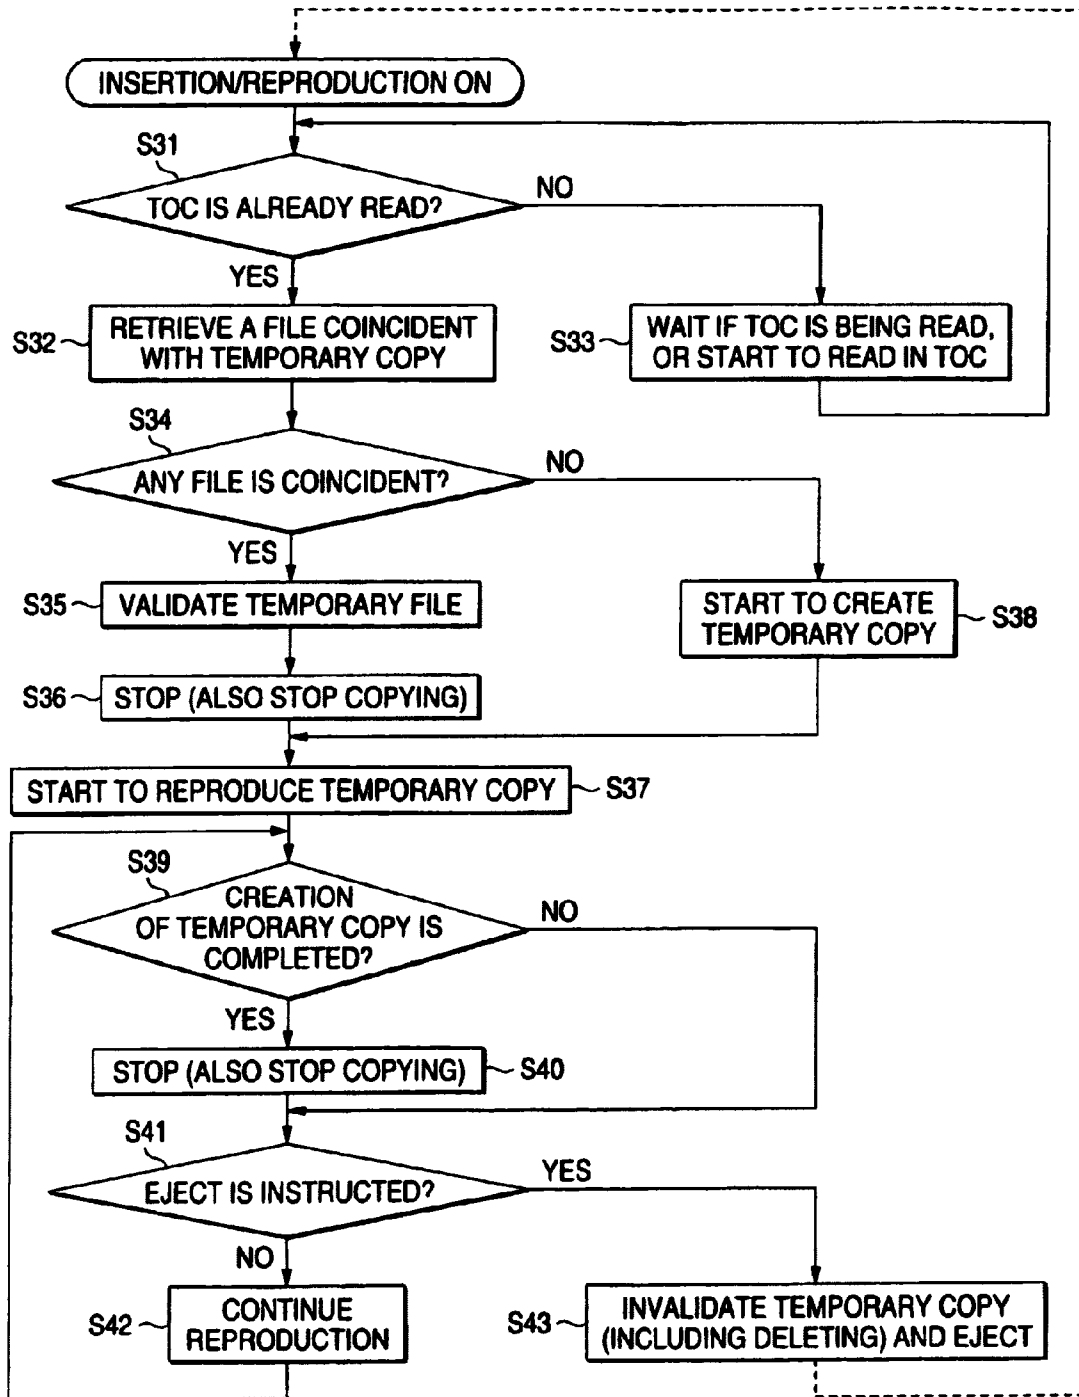 INSERTION/REPRODUCTION ON
S31
TOC IS ALREADY READ?
NO
YES
S32
RETRIEVE A FILE COINCIDENT
WITH TEMPORARY COPY
S33
WAIT IF TOC IS BEING READ,
OR START TO READ IN TOC
S34
ANY FILE IS COINCIDENT?
NO
YES
S35
VALIDATE TEMPORARY FILE
START TO CREATE
TEMPORARY COPY
S38
S36
STOP (ALSO STOP COPYING)
START TO REPRODUCE TEMPORARY COPY
S37
S39
CREATION
OF TEMPORARY COPY IS
COMPLETED?
NO
YES
STOP (ALSO STOP COPYING)
S40
S41
EJECT IS INSTRUCTED?
YES
NO
S42
CONTINUE
REPRODUCTION
S43
INVALIDATE TEMPORARY COPY
(INCLUDING DELETING) AND EJECT